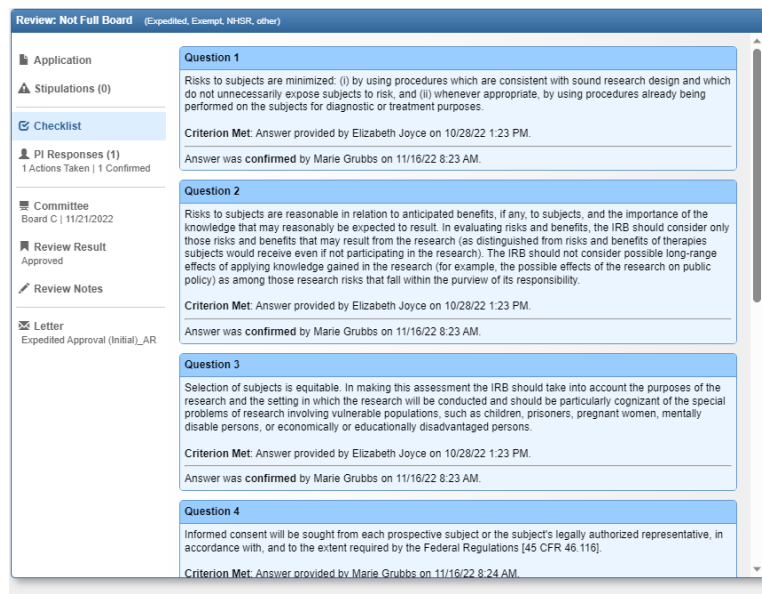 Review: Not Full Board (Expedited, Exempt, NHSR, other)
Application
Stipulations (0)
Checklist
PI Responses (1)
1 Actions Taken | 1 Confirmed
Committee
Board C | 11/21/2022
Review Result
Approved
Review Notes
Letter
Expedited Approval (Initial)_AR
Question 1
Risks to subjects are minimized: (i) by using procedures which are consistent with sound research design and which
do not unnecessarily expose subjects to risk, and (ii) whenever appropriate, by using procedures already being
performed on the subjects for diagnostic or treatment purposes.
Criterion Met: Answer provided by Elizabeth Joyce on 10/28/22 1:23 PM.
Answer was confirmed by Marie Grubbs on 11/16/22 8:23 AM.
Question 2
Risks to subjects are reasonable in relation to anticipated benefits, if any, to subjects, and the importance of the
knowledge that may reasonably be expected to result. In evaluating risks and benefits, the IRB should consider only
those risks and benefits that may result from the research (as distinguished from risks and benefits of therapies
subjects would receive even if not participating in the research). The IRB should not consider possible long-range
effects of applying knowledge gained in the research (for example, the possible effects of the research on public
policy) as among those research risks that fall within the purview of its responsibility.
Criterion Met: Answer provided by Elizabeth Joyce on 10/28/22 1:23 PM.
Answer was confirmed by Marie Grubbs on 11/16/22 8:23 AM.
Question 3
Selection of subjects is equitable. In making this assessment the IRB should take into account the purposes of the
research and the setting in which the research will be conducted and should be particularly cognizant of the special
problems of research involving vulnerable populations, such as children, prisoners, pregnant women, mentally
disable persons, or economically or educationally disadvantaged persons.
Criterion Met: Answer provided by Elizabeth Joyce on 10/28/22 1:23 PM.
Answer was confirmed by Marie Grubbs on 11/16/22 8:23 AM.
Question 4
Informed consent will be sought from each prospective subject or the subject's legally authorized representative, in
accordance with, and to the extent required by the Federal Regulations [45 CFR 46.116].
Criterion Met: Answer provided by Marie Grubbs on 11/16/22 8:24 AM.